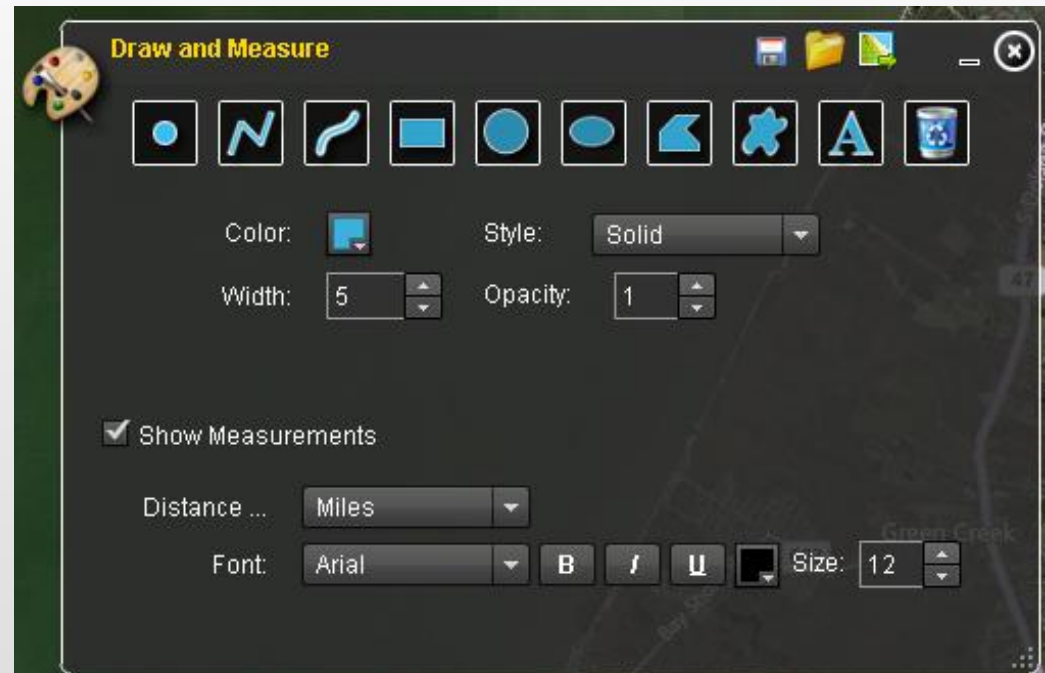 Draw and Measure
A
Color:
Style: Solid
Width: 5
Opacity: 1
47
Show Measurements
Distance ... Miles
Green Creek
Font: Arial B I U Size: 12